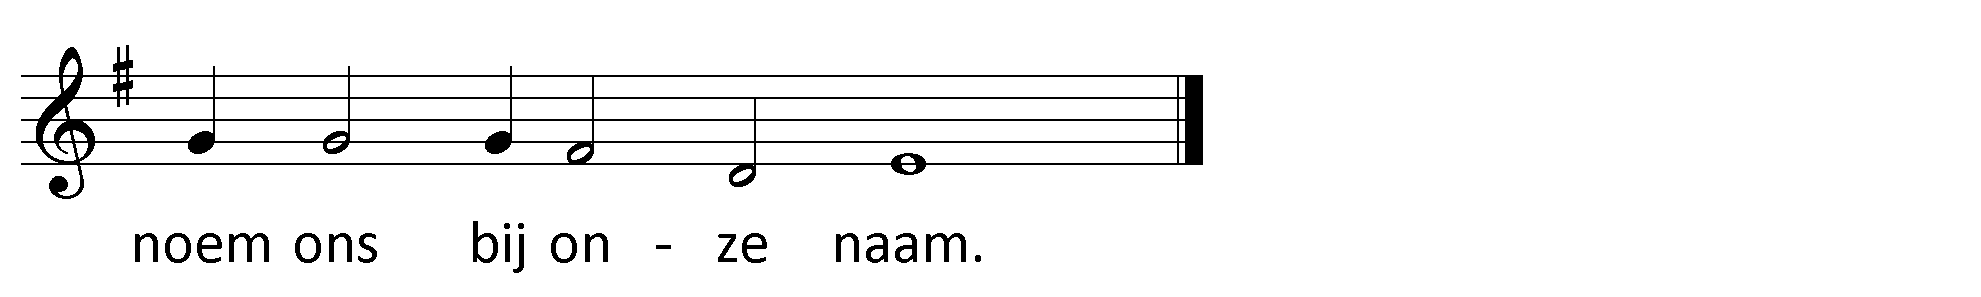 noem ons bij on - ze naam.